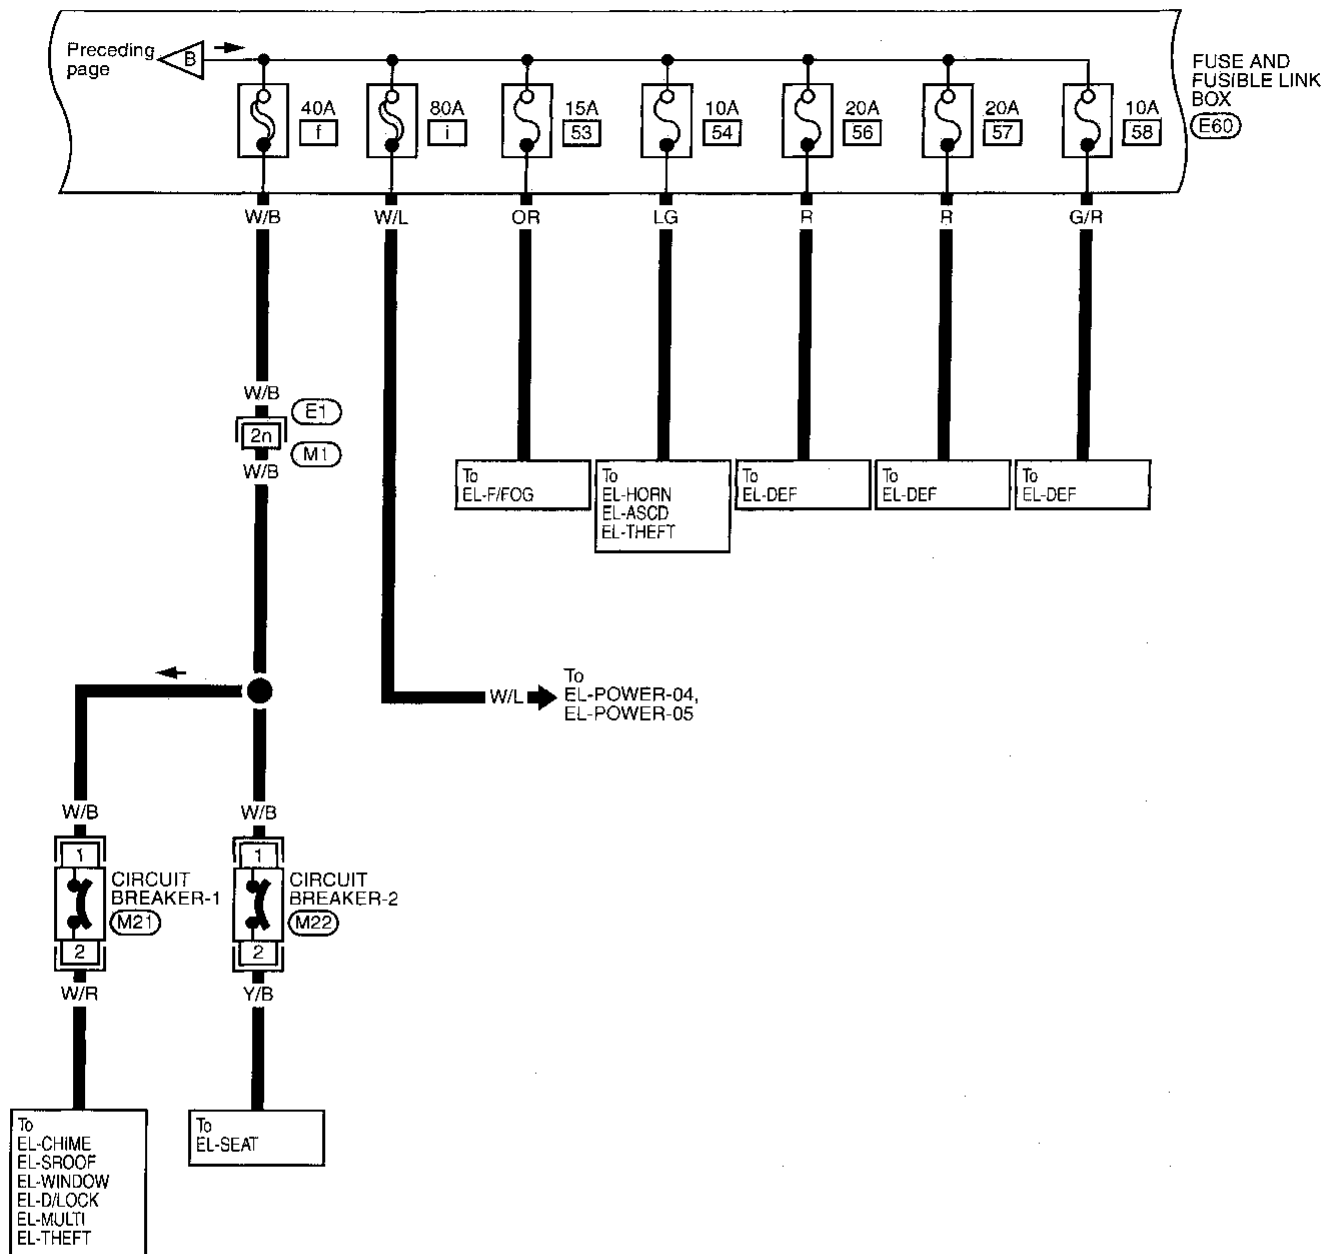 Preceding
page
B
FUSE AND
FUSIBLE LINK
BOX
E60
40A
f
80A
i
15A
53
10A
54
20A
56
20A
57
10A
58
W/B
W/L
OR
LG
R
R
G/R
W/B
E1
2n
M1
W/B
To
EL-F/FOG
To
EL-HORN
EL-ASCD
EL-THEFT
To
EL-DEF
To
EL-DEF
To
EL-DEF
W/L
To
EL-POWER-04,
EL-POWER-05
W/B
W/B
1
CIRCUIT
BREAKER-1
M21
2
1
CIRCUIT
BREAKER-2
M22
2
W/R
Y/B
To
EL-CHIME
EL-SROOF
EL-WINDOW
EL-D/LOCK
EL-MULTI
EL-THEFT
To
EL-SEAT